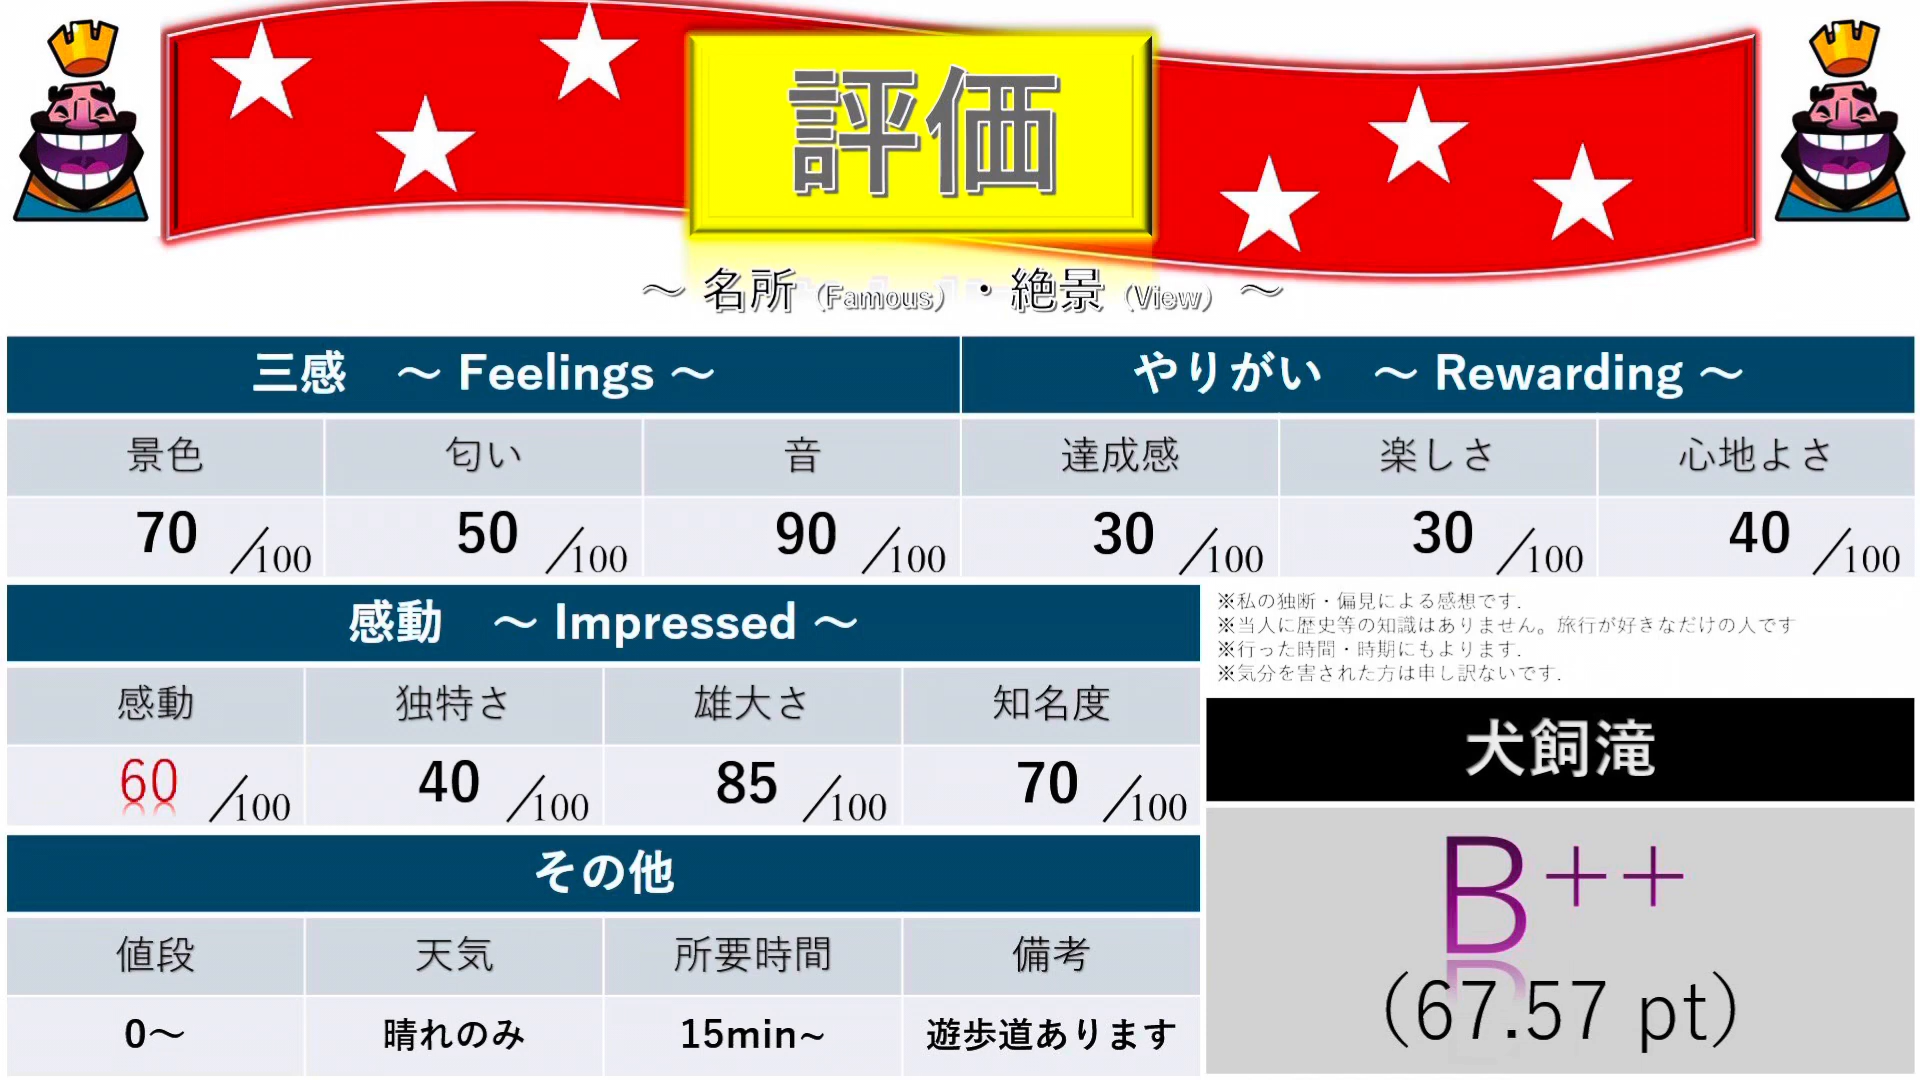 評価
～ 名所（Famous）・絶景（View） ～
三感　～ Feelings ～
やりがい　～ Rewarding ～
景色 匂い 音 達成感 楽しさ 心地よさ
70／100 50／100 90／100 30／100 30／100 40／100
感動　～ Impressed ～
感動 独特さ 雄大さ 知名度
60／100 40／100 85／100 70／100
その他
値段 天気 所要時間 備考
0～ 晴れのみ 15min~ 遊歩道あります
※私の独断・偏見による感想です.
※当人に歴史等の知識はありません。旅行が好きなだけの人です
※行った時間・時期にもよります.
※気分を害された方は申し訳ないです.
犬飼滝
B++
（67.57 pt）